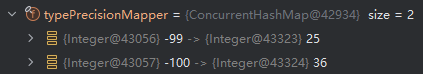 typePrecisionMapper = {ConcurrentHashMap@42934} size = 2
{Integer@43056} -99 -> {Integer@43323} 25
{Integer@43057} -100 -> {Integer@43324} 36